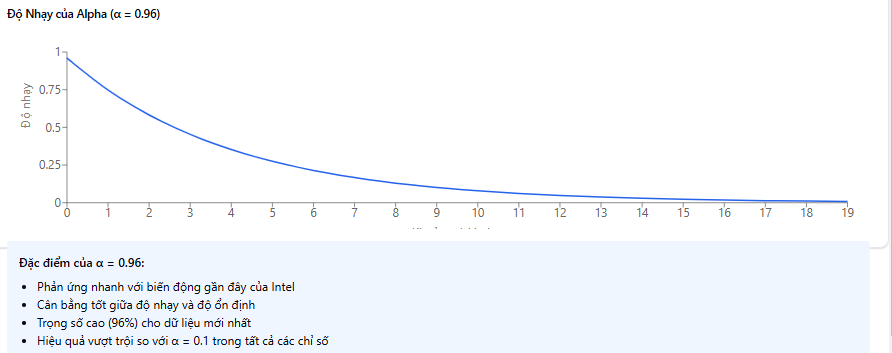 Độ Nhạy của Alpha (α = 0.96)
1
0.75
0.5
0.25
0
Độ nhạy
0 1 2 3 4 5 6 7 8 9 10 11 12 13 14 15 16 17 18 19
Đặc điểm của α = 0.96:
• Phản ứng nhanh với biến động gần đây của Intel
• Cân bằng tốt giữa độ nhạy và độ ổn định
• Trọng số cao (96%) cho dữ liệu mới nhất
• Hiệu quả vượt trội so với α = 0.1 trong tất cả các chỉ số